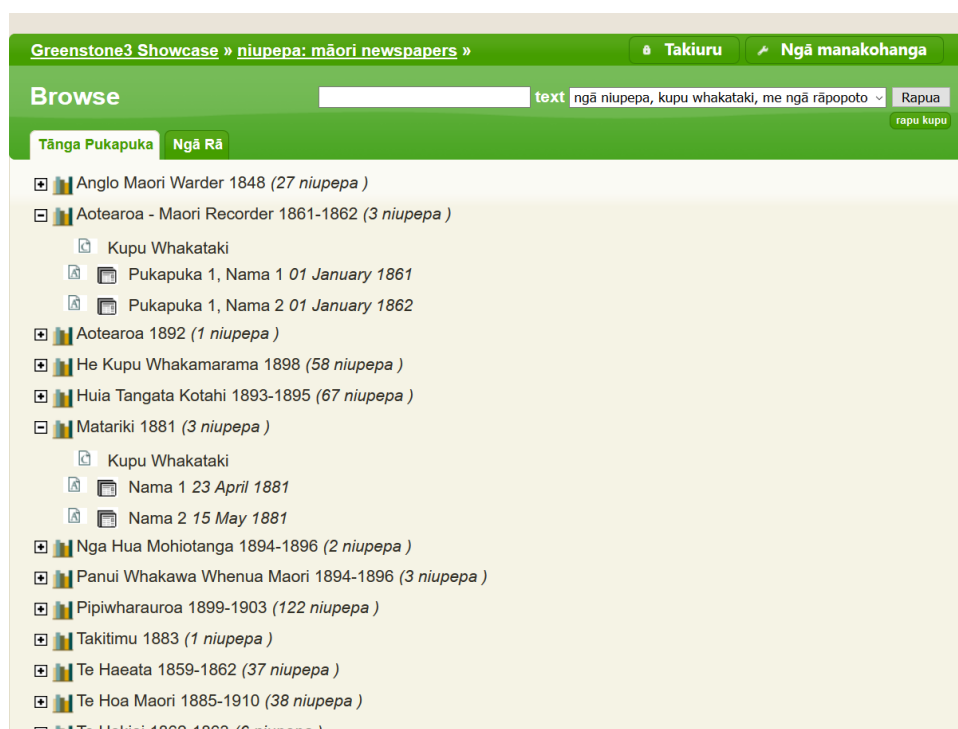 Greenstone3 Showcase » niupepa: māori newspapers »
Takiuru
Ngā manakohanga
Browse
text ngā niupepa, kupu whakataki, me ngā rāpopoto
Rapua
rapu kupu
Tānga Pukapuka
Ngā Rā
Anglo Maori Warder 1848 (27 niupepa )
Aotearoa - Maori Recorder 1861-1862 (3 niupepa )
Kupu Whakataki
Pukapuka 1, Nama 1 01 January 1861
Pukapuka 1, Nama 2 01 January 1862
Aotearoa 1892 (1 niupepa )
He Kupu Whakamarama 1898 (58 niupepa )
Huia Tangata Kotahi 1893-1895 (67 niupepa )
Matariki 1881 (3 niupepa )
Kupu Whakataki
Nama 1 23 April 1881
Nama 2 15 May 1881
Nga Hua Mohiotanga 1894-1896 (2 niupepa )
Panui Whakawa Whenua Maori 1894-1896 (3 niupepa )
Pipiwharauroa 1899-1903 (122 niupepa )
Takitimu 1883 (1 niupepa )
Te Haeata 1859-1862 (37 niupepa )
Te Hoa Maori 1885-1910 (38 niupepa )